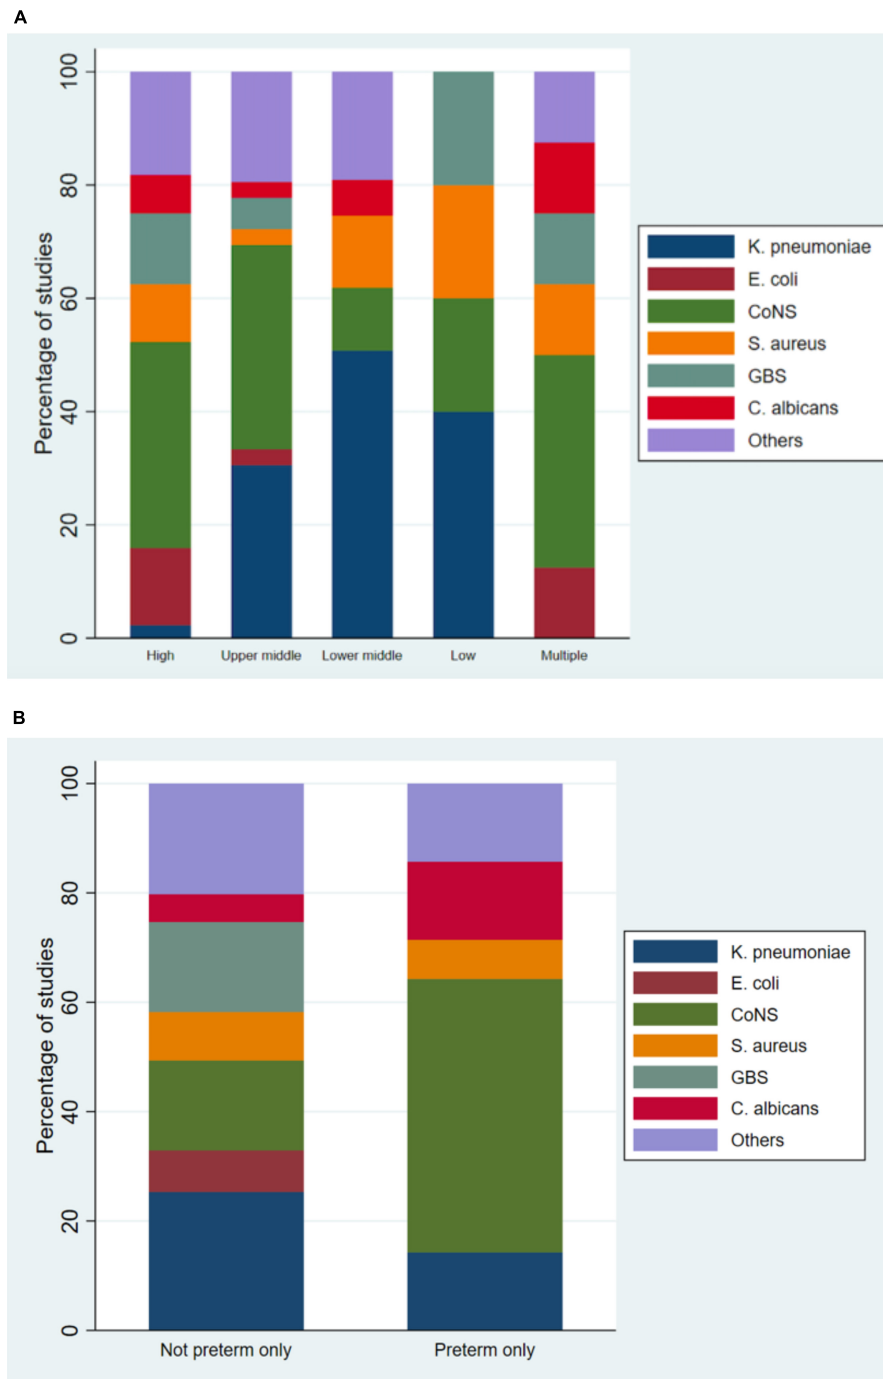 A
Percentage of studies
100
80
60
40
20
0
High
Upper middle
Lower middle
Low
Multiple
K. pneumoniae
E. coli
CoNS
S. aureus
GBS
C. albicans
Others
B
Percentage of studies
100
80
60
40
20
0
Not preterm only
Preterm only
K. pneumoniae
E. coli
CoNS
S. aureus
GBS
C. albicans
Others